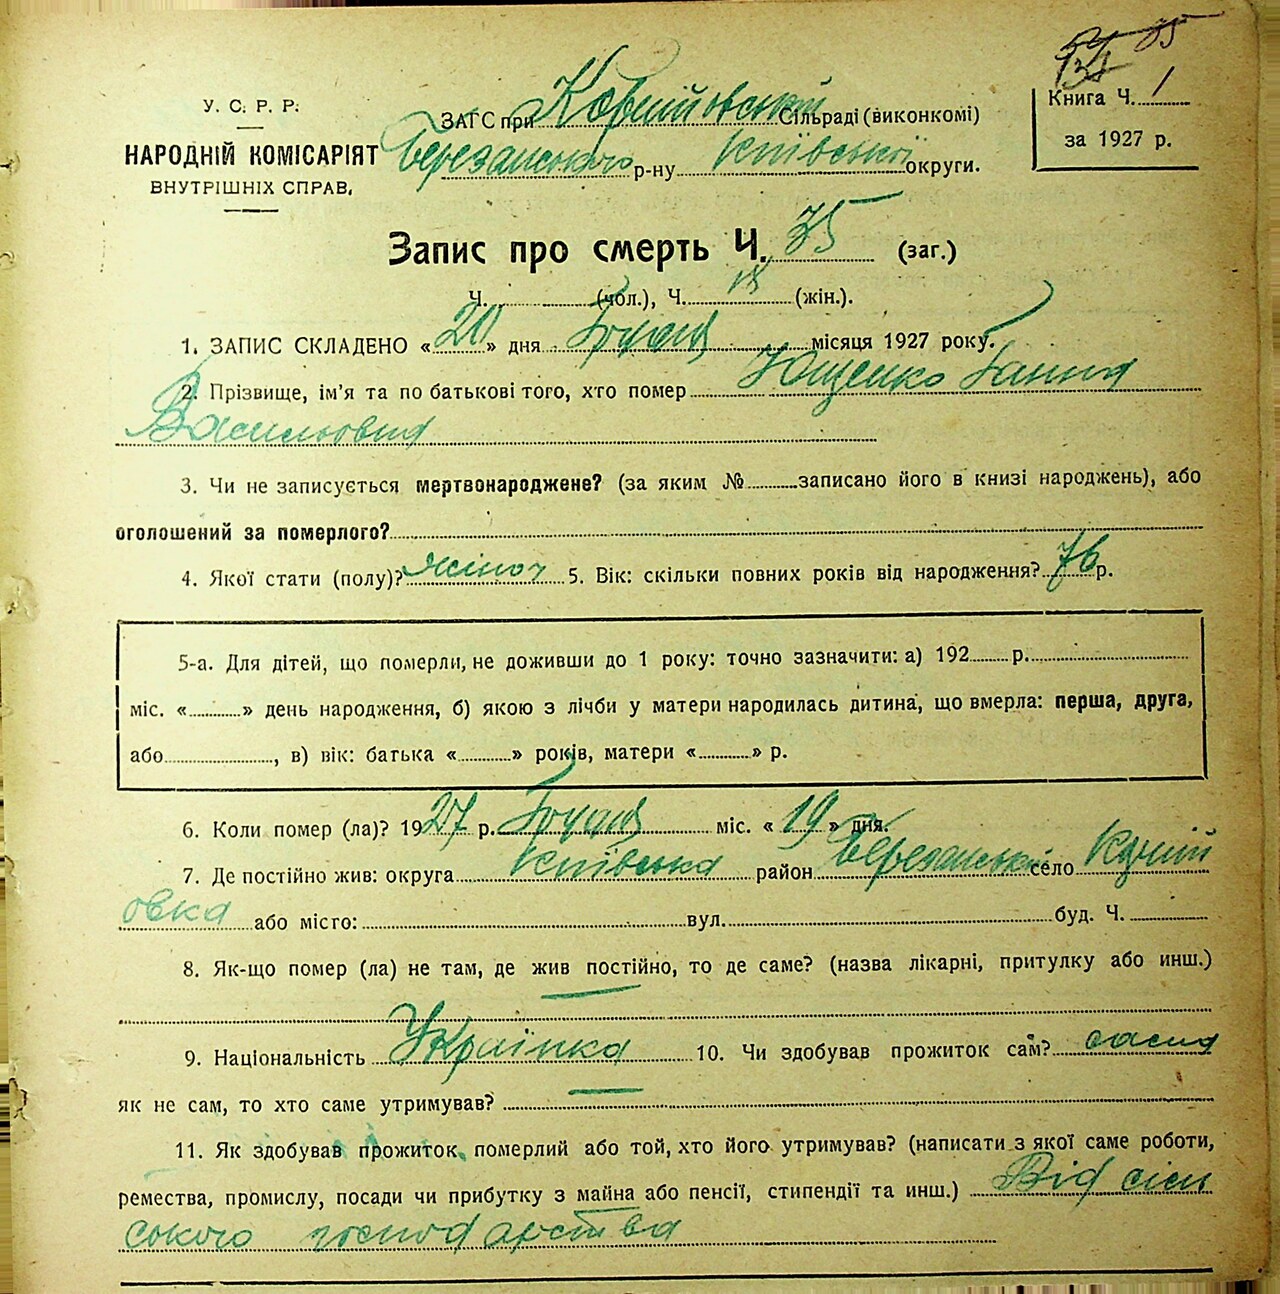 35
Книга Ч. 1
за 1927 р.
У. С. Р. Р.
НАРОДНІЙ КОМІСАРІЯТ
ВНУТРІШНІХ СПРАВ.
ЗАГС при Сільраді (виконкомі)
Березанського р-ну Київської округи.
Запис про смерть Ч. 35 (заг.)
Ч. (чол.), Ч. 18 (жін.).
1. ЗАПИС СКЛАДЕНО «20» дня Грудня місяця 1927 року.
2. Прізвище, ім'я та по батькові того, хто помер Ющенко Ганна
Васильовна
3. Чи не записується мертвонароджене? (за яким № записано його в книзі народжень), або
оголошений за померлого?
4. Якої стати (полу)? жіноч 5. Вік: скільки повних років від народження? 76 р.
5-а. Для дітей, що померли, не доживши до 1 року: точно зазначити: а) 192 р.
міс. « » день народження, б) якою з лічби у матери народилась дитина, що вмерла: перша, друга,
або , в) вік: батька « » років, матери « » р.
6. Коли помер (ла)? 1927 р. Грудня міс. «19» дня.
7. Де постійно жив: округа Київська район Березанський село
овка або місто: вул. буд. Ч.
8. Як-що помер (ла) не там, де жив постійно, то де саме? (назва лікарні, притулку або инш.)
9. Національність Українка 10. Чи здобував прожиток сам? сама
як не сам, то хто саме утримував?
11. Як здобував прожиток померлий або той, хто його утримував? (написати з якої саме роботи,
ремества, промислу, посади чи прибутку з майна або пенсії, стипендії та инш.) Від сіль
ського господарства